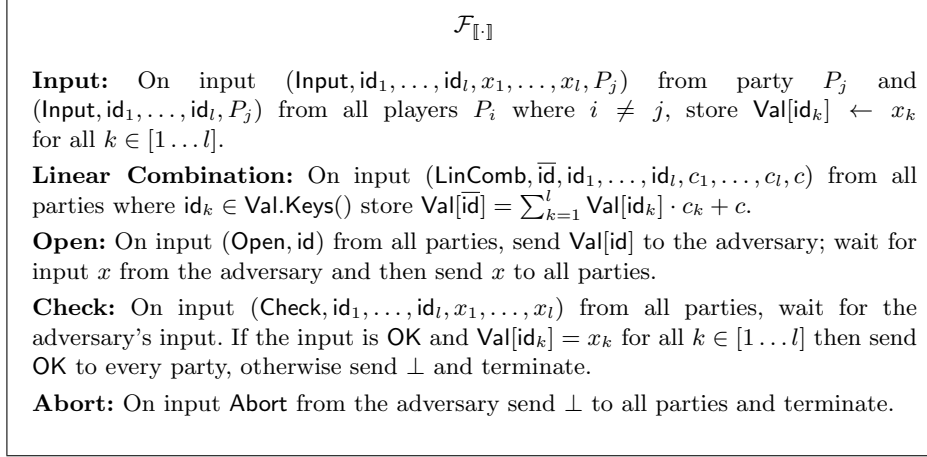 𝓕⟦·⟧
Input: On input (Input, id₁, . . . , idₗ, x₁, . . . , xₗ, Pⱼ) from party Pⱼ and
(Input, id₁, . . . , idₗ, Pⱼ) from all players Pᵢ where i ≠ j, store Val[idₖ] ← xₖ
for all k ∈ [1 . . . l].
Linear Combination: On input (LinComb, i̅d̅, id₁, . . . , idₗ, c₁, . . . , cₗ, c) from all
parties where idₖ ∈ Val.Keys() store Val[i̅d̅] = ∑ₖ₌₁ˡ Val[idₖ] · cₖ + c.
Open: On input (Open, id) from all parties, send Val[id] to the adversary; wait for
input x from the adversary and then send x to all parties.
Check: On input (Check, id₁, . . . , idₗ, x₁, . . . , xₗ) from all parties, wait for the
adversary's input. If the input is OK and Val[idₖ] = xₖ for all k ∈ [1 . . . l] then send
OK to every party, otherwise send ⊥ and terminate.
Abort: On input Abort from the adversary send ⊥ to all parties and terminate.